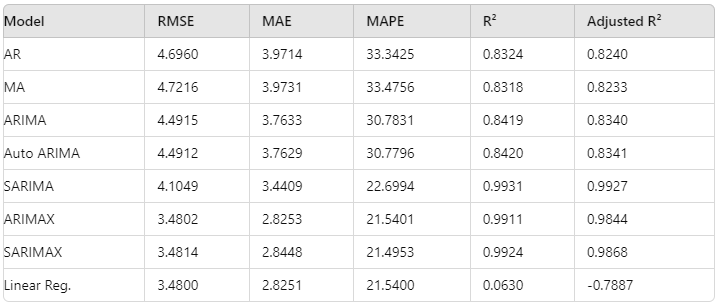 Model RMSE MAE MAPE R² Adjusted R²
AR 4.6960 3.9714 33.3425 0.8324 0.8240
MA 4.7216 3.9731 33.4756 0.8318 0.8233
ARIMA 4.4915 3.7633 30.7831 0.8419 0.8340
Auto ARIMA 4.4912 3.7629 30.7796 0.8420 0.8341
SARIMA 4.1049 3.4409 22.6994 0.9931 0.9927
ARIMAX 3.4802 2.8253 21.5401 0.9911 0.9844
SARIMAX 3.4814 2.8448 21.4953 0.9924 0.9868
Linear Reg. 3.4800 2.8251 21.5400 0.0630 -0.7887